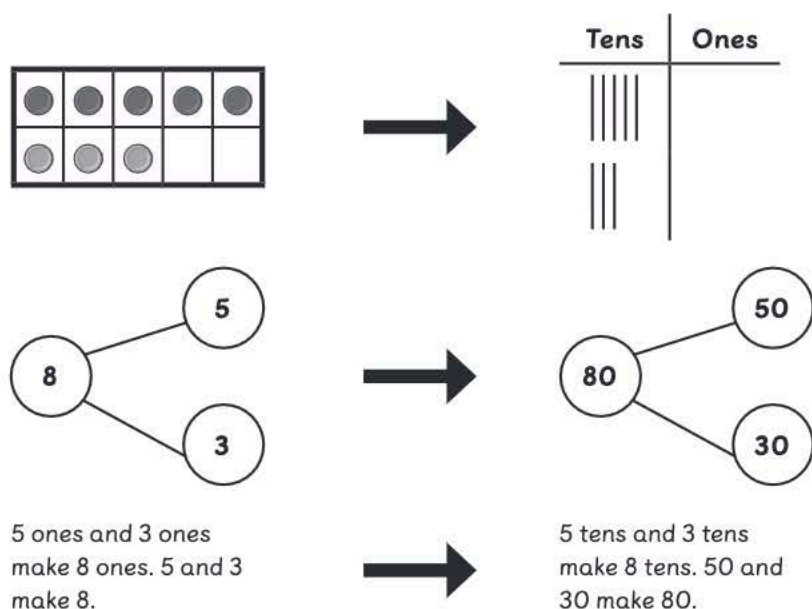 Tens Ones
8
5
3
80
50
30
5 ones and 3 ones
make 8 ones. 5 and 3
make 8.
5 tens and 3 tens
make 8 tens. 50 and
30 make 80.